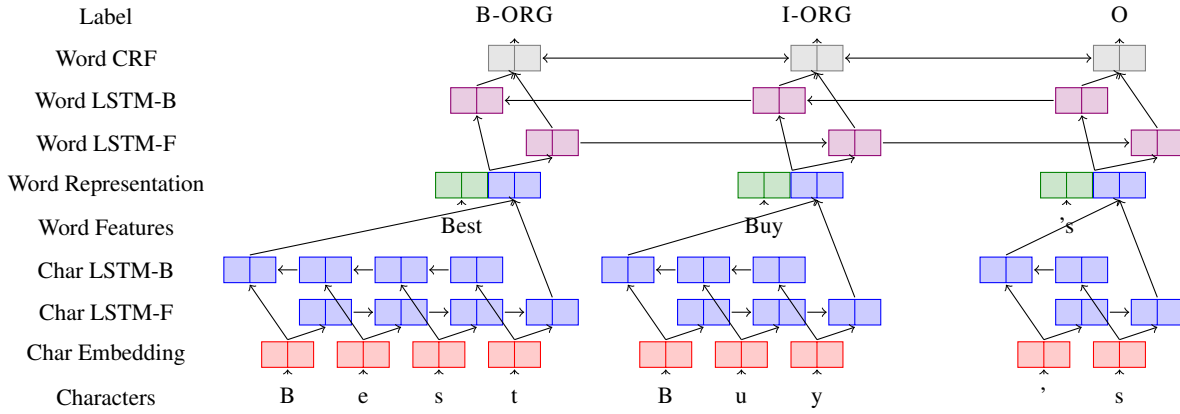 Label B-ORG I-ORG O
Word CRF
Word LSTM-B
Word LSTM-F
Word Representation
Word Features Best Buy 's
Char LSTM-B
Char LSTM-F
Char Embedding
Characters B e s t B u y ' s